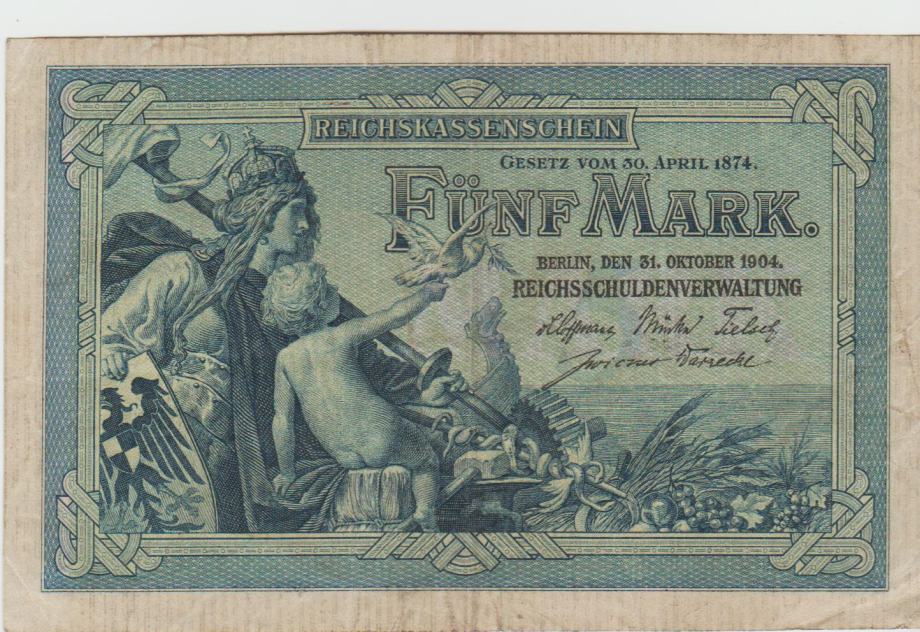 REICHSKASSENSCHEIN
GESETZ VOM 30. APRIL 1874.
FÜNF MARK.
BERLIN, DEN 31. OKTOBER 1904.
REICHSSCHULDENVERWALTUNG